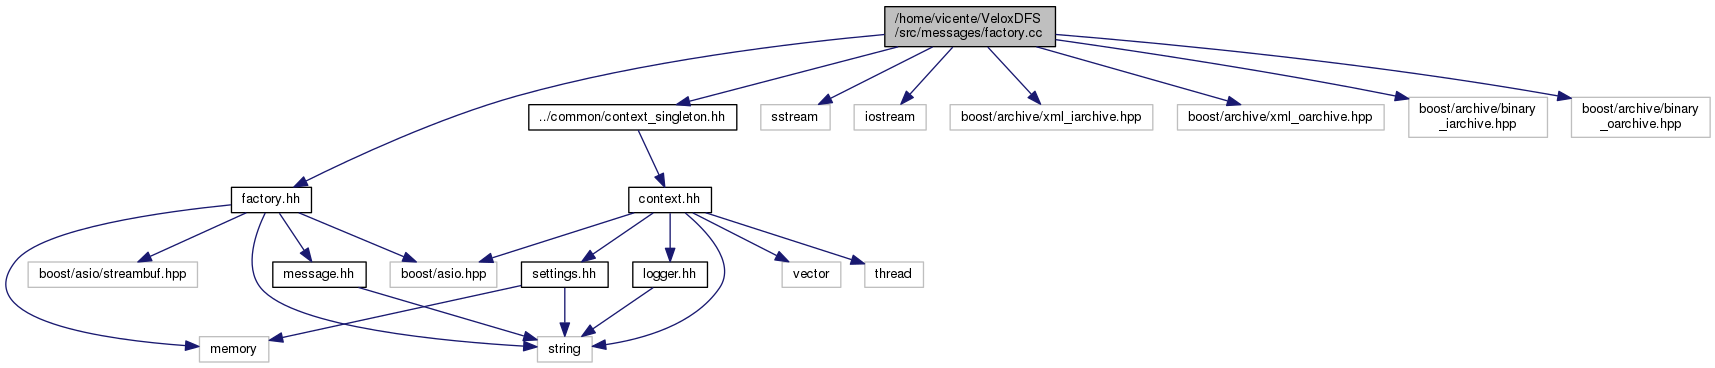 /home/vicente/VeloxDFS
/src/messages/factory.cc
../common/context_singleton.hh
sstream
iostream
boost/archive/xml_iarchive.hpp
boost/archive/xml_oarchive.hpp
boost/archive/binary
_iarchive.hpp
boost/archive/binary
_oarchive.hpp
factory.hh
context.hh
boost/asio/streambuf.hpp
message.hh
boost/asio.hpp
settings.hh
logger.hh
vector
thread
memory
string